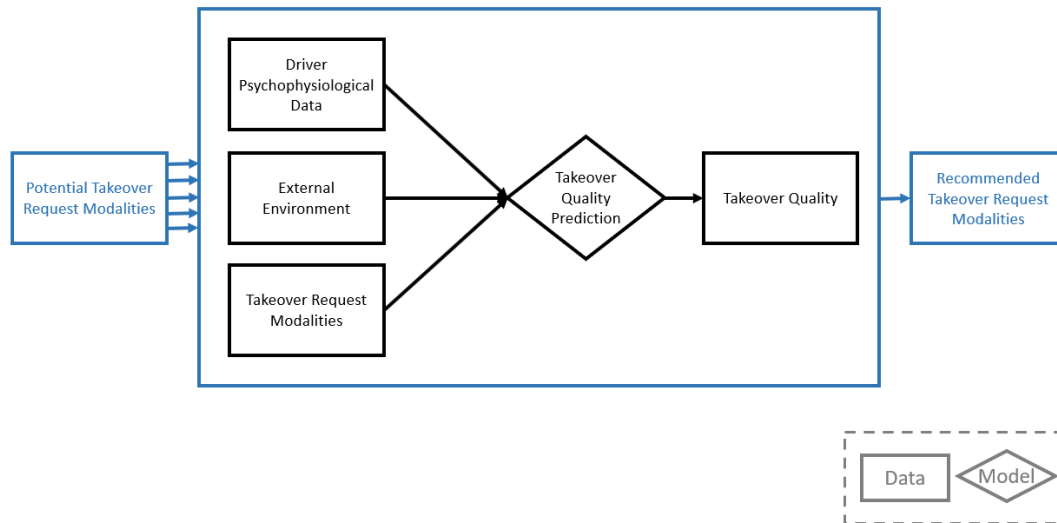 Driver
Psychophysiological
Data
Potential Takeover
Request Modalities
External
Environment
Takeover
Quality
Prediction
Takeover Quality
Recommended
Takeover Request
Modalities
Takeover Request
Modalities
Data
Model